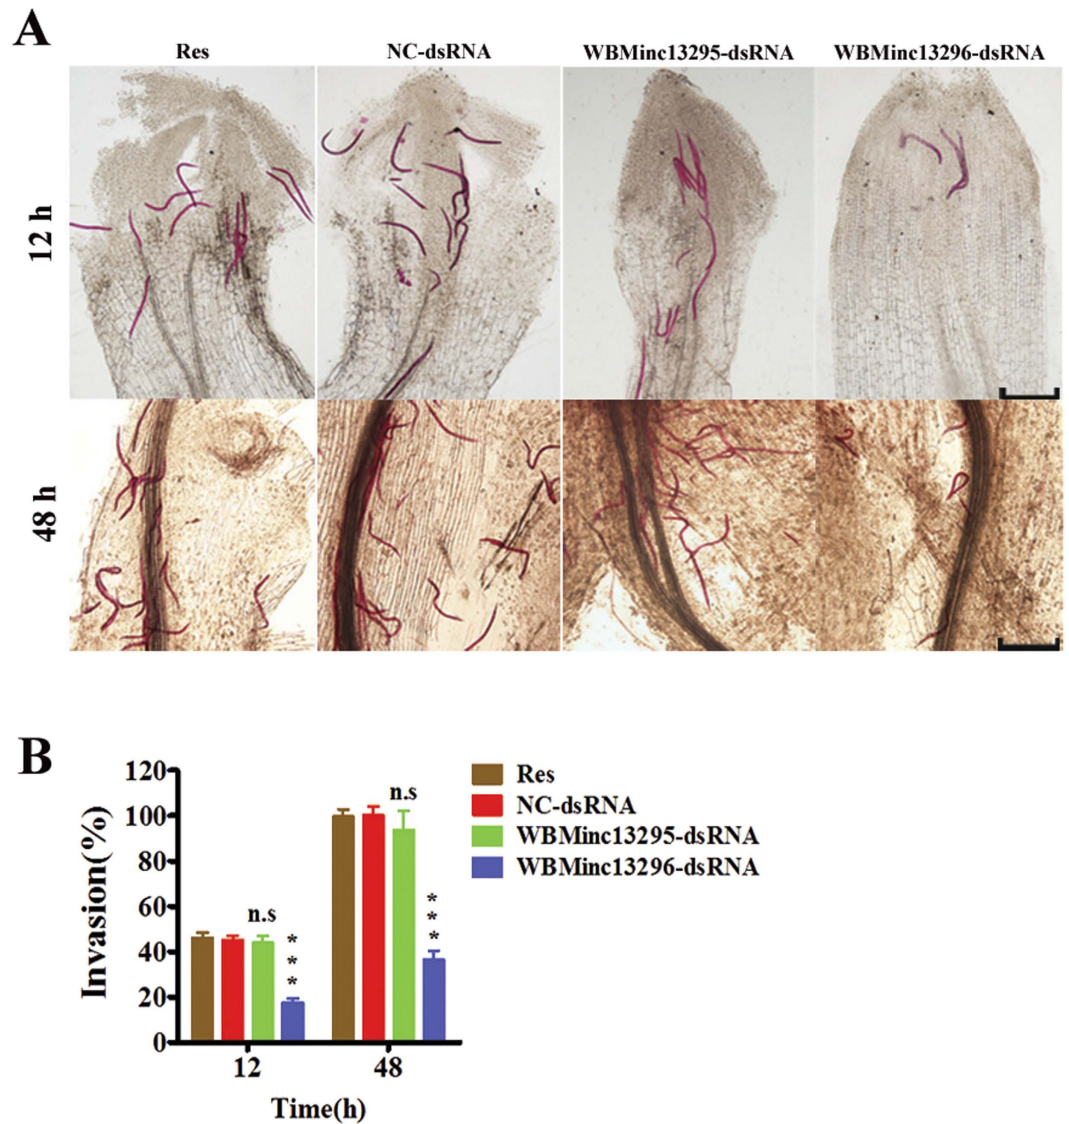 A
Res NC-dsRNA WBMinc13295-dsRNA WBMinc13296-dsRNA
12 h
48 h
B
120
100
80
60
40
20
0
Invasion(%)
n.s
***
n.s
***
12 48
Time(h)
Res
NC-dsRNA
WBMinc13295-dsRNA
WBMinc13296-dsRNA